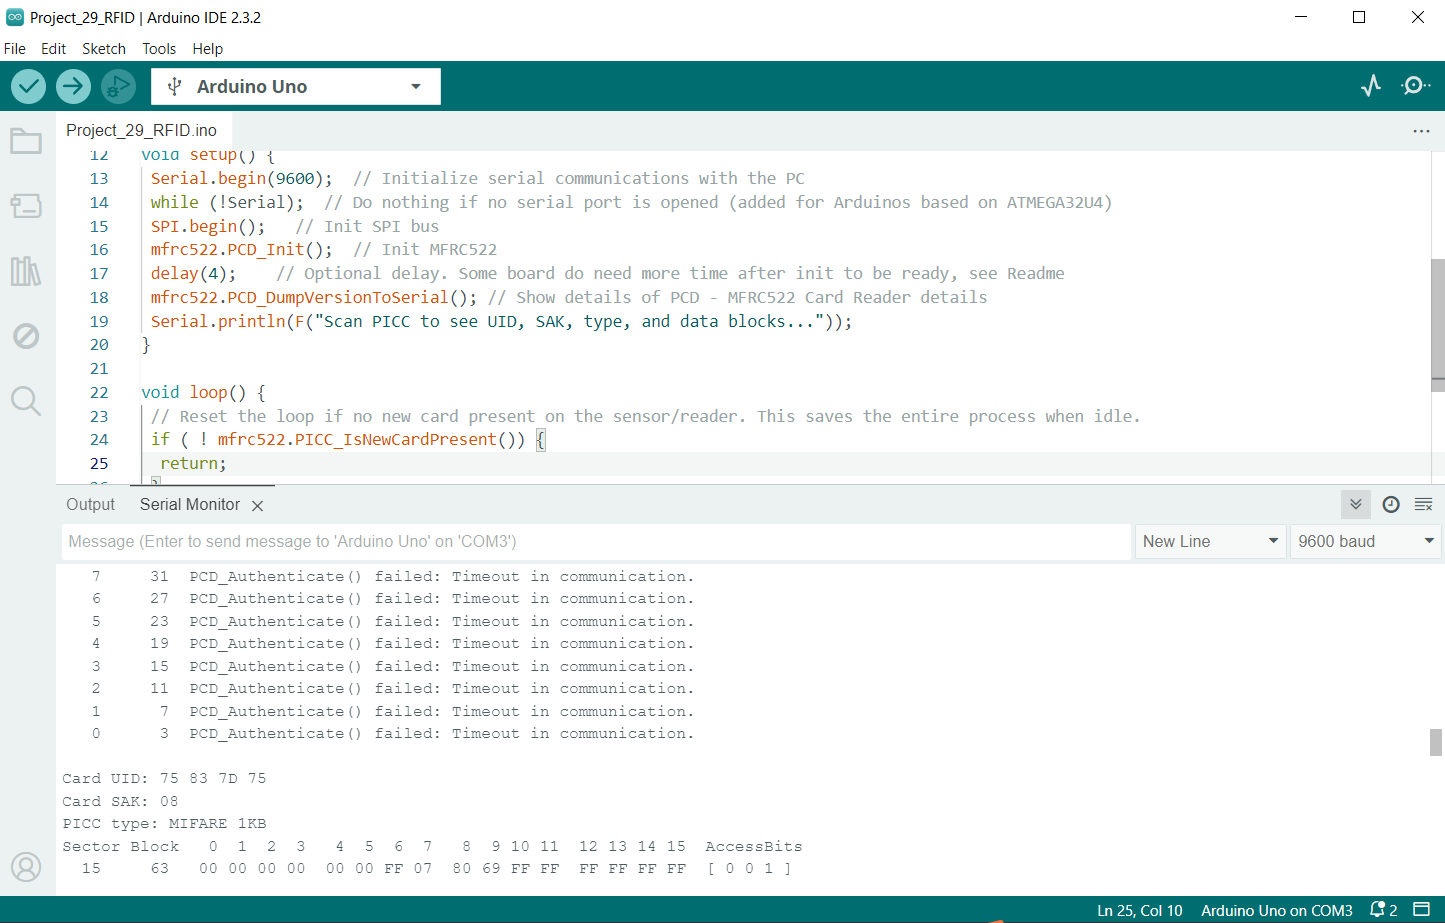 Project_29_RFID | Arduino IDE 2.3.2
File Edit Sketch Tools Help
Arduino Uno
Project_29_RFID.ino
12 void setup() {
13 Serial.begin(9600);  // Initialize serial communications with the PC
14 while (!Serial);  // Do nothing if no serial port is opened (added for Arduinos based on ATMEGA32U4)
15 SPI.begin();   // Init SPI bus
16 mfrc522.PCD_Init();  // Init MFRC522
17 delay(4);    // Optional delay. Some board do need more time after init to be ready, see Readme
18 mfrc522.PCD_DumpVersionToSerial(); // Show details of PCD - MFRC522 Card Reader details
19 Serial.println(F("Scan PICC to see UID, SAK, type, and data blocks..."));
20 }
21
22 void loop() {
23 // Reset the loop if no new card present on the sensor/reader. This saves the entire process when idle.
24 if ( ! mfrc522.PICC_IsNewCardPresent()) {
25 return;
Output Serial Monitor
Message (Enter to send message to 'Arduino Uno' on 'COM3')
New Line
9600 baud
7 31 PCD_Authenticate() failed: Timeout in communication.
6 27 PCD_Authenticate() failed: Timeout in communication.
5 23 PCD_Authenticate() failed: Timeout in communication.
4 19 PCD_Authenticate() failed: Timeout in communication.
3 15 PCD_Authenticate() failed: Timeout in communication.
2 11 PCD_Authenticate() failed: Timeout in communication.
1 7 PCD_Authenticate() failed: Timeout in communication.
0 3 PCD_Authenticate() failed: Timeout in communication.
Card UID: 75 83 7D 75
Card SAK: 08
PICC type: MIFARE 1KB
Sector Block 0 1 2 3 4 5 6 7 8 9 10 11 12 13 14 15 AccessBits
15 63 00 00 00 00 00 00 FF 07 80 69 FF FF FF FF FF FF [ 0 0 1 ]
Ln 25, Col 10 Arduino Uno on COM3 2